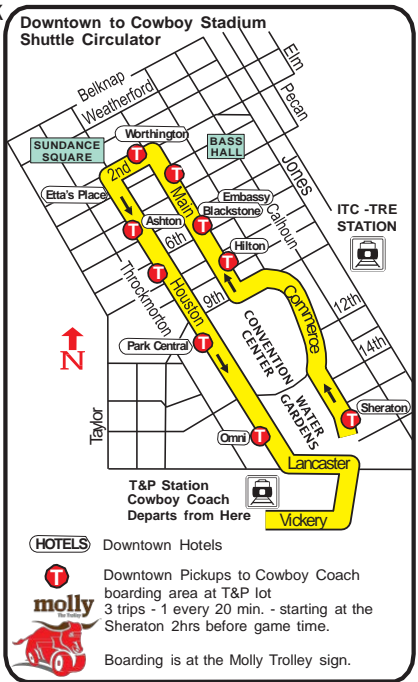 Downtown to Cowboy Stadium
Shuttle Circulator
Elm
Belknap
Weatherford
Pecan
Worthington
SUNDANCE
SQUARE
BASS
HALL
2nd
Jones
Etta's Place
Main
Embassy
Blackstone
Calhoun
Ashton
6th
ITC -TRE
STATION
Hilton
Throckmorton
Houston
9th
Commerce
12th
N
Park Central
CONVENTION
CENTER
14th
Taylor
WATER
GARDENS
Sheraton
Omni
Lancaster
T&P Station
Cowboy Coach
Departs from Here
Vickery
HOTELS Downtown Hotels
T Downtown Pickups to Cowboy Coach
boarding area at T&P lot
3 trips - 1 every 20 min. - starting at the
Sheraton 2hrs before game time.
molly
The Trolley
Boarding is at the Molly Trolley sign.